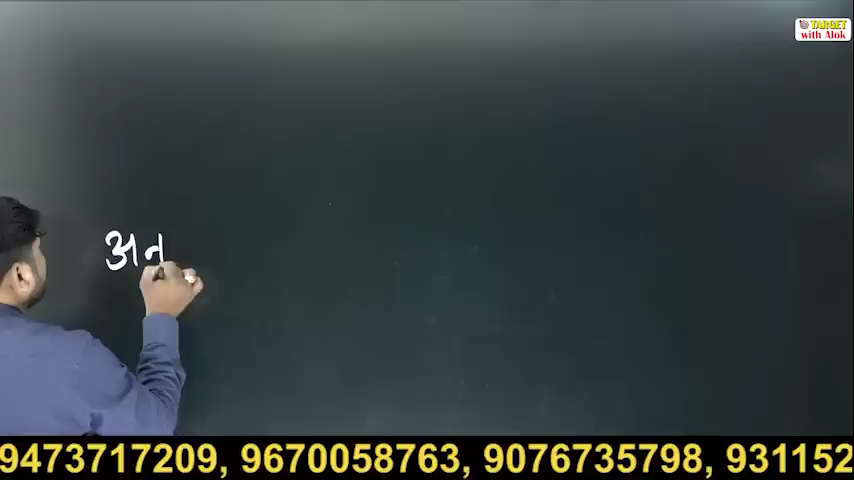 TARGET
with Alok
अन
9473717209, 9670058763, 9076735798, 931152